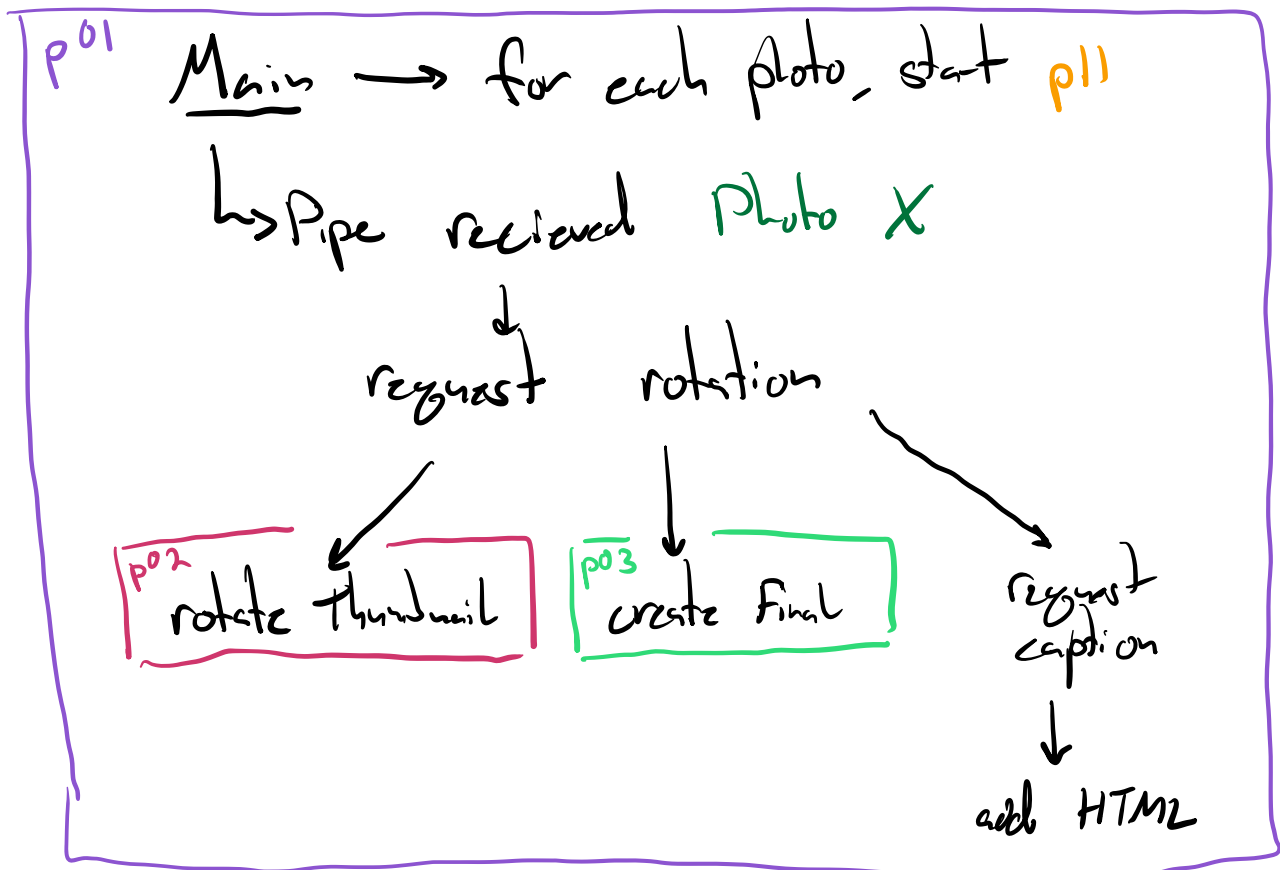 p01
Main → for each photo, start p11
↳ Pipe recieved Photo X
request rotation
p02
rotate Thumbnail
p03
create Final
request
caption
add HTML